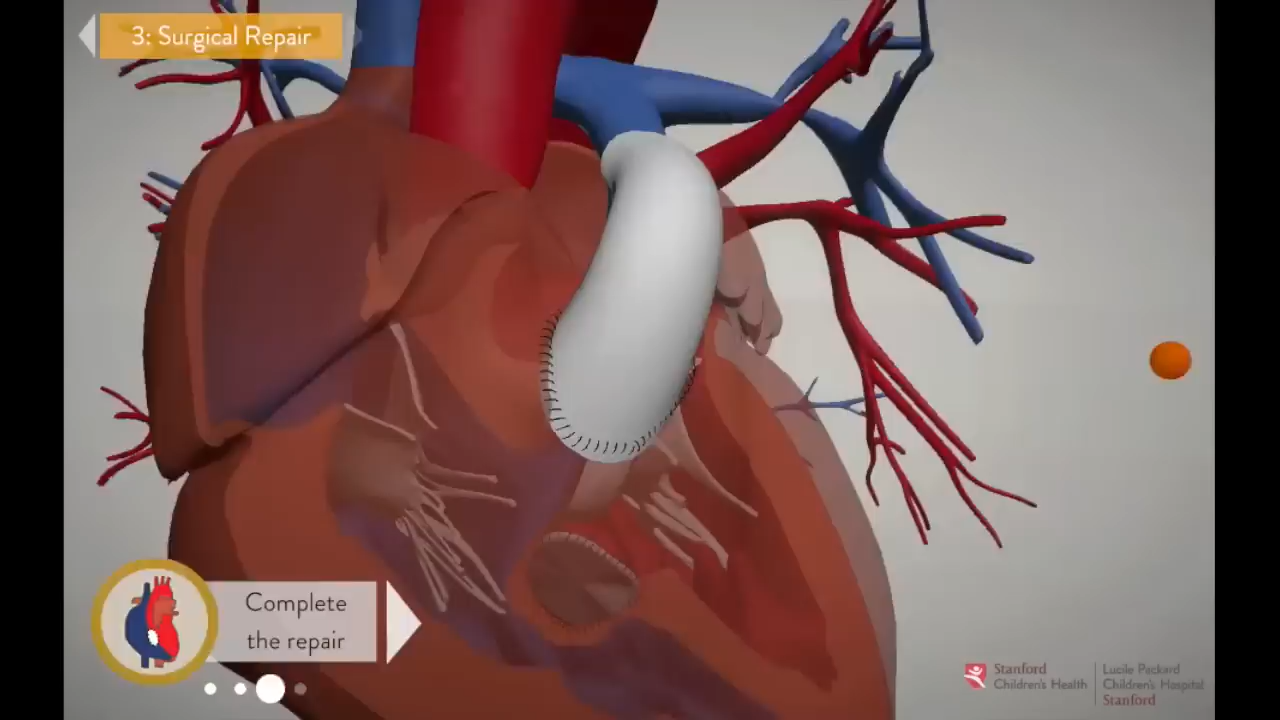 3: Surgical Repair
Complete
the repair
Stanford
Children's Health
Lucile Packard
Children's Hospital
Stanford